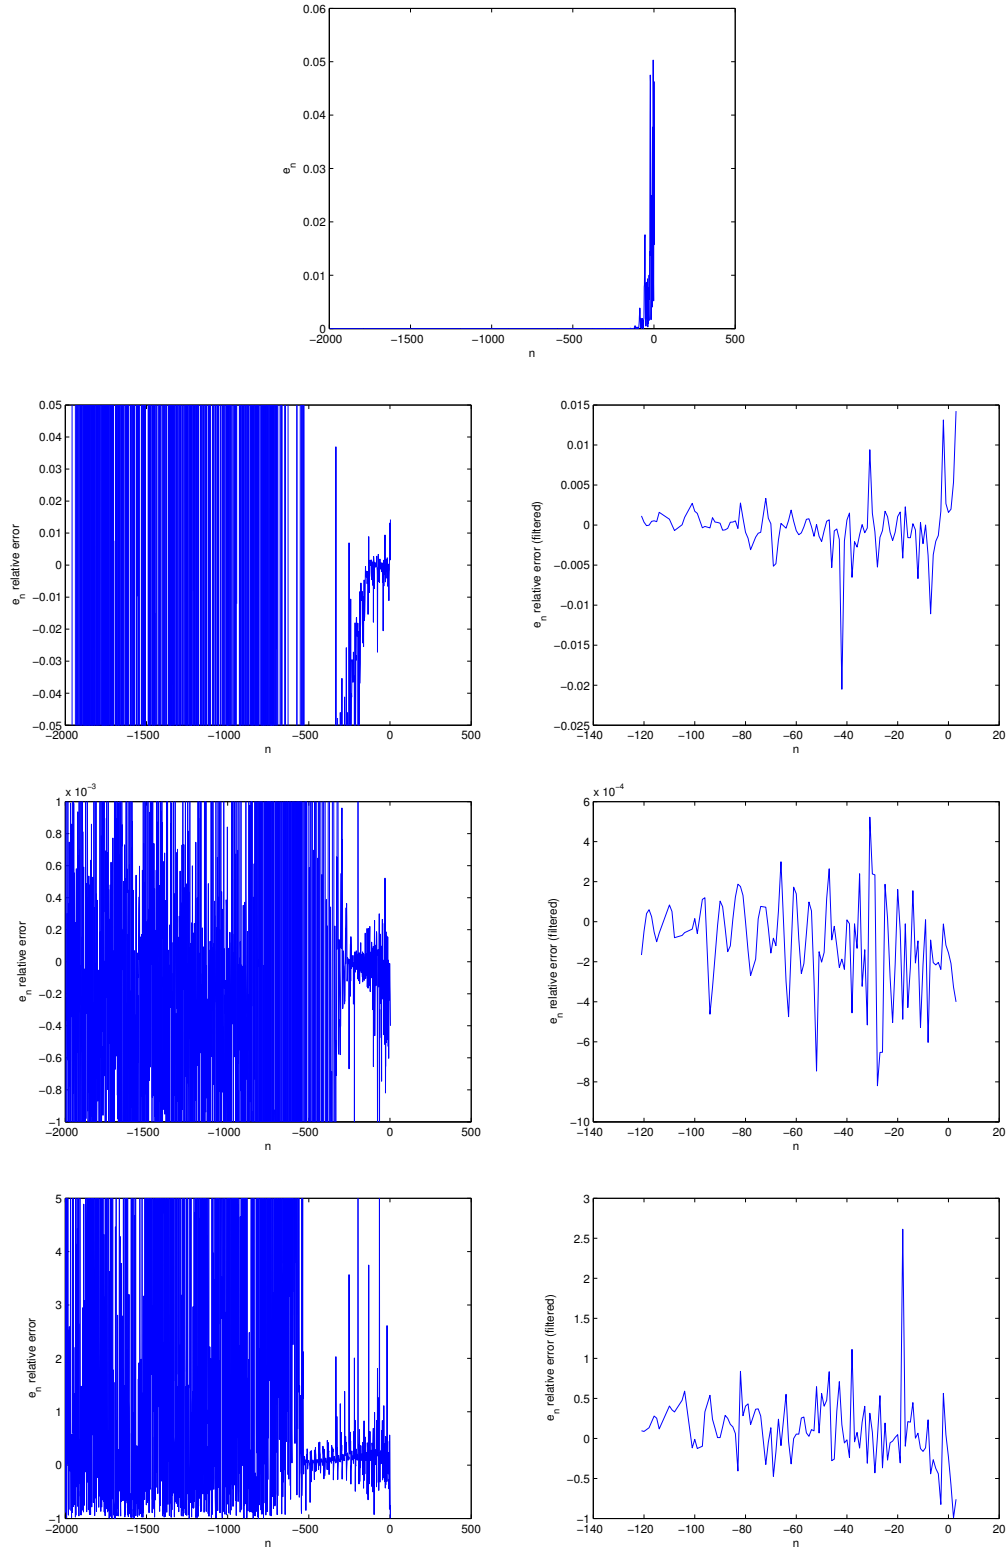 0.06
0.05
0.04
0.03
0.02
0.01
0
e_n
−2000 −1500 −1000 −500 0 500
n
0.05
0.04
0.03
0.02
0.01
0
−0.01
−0.02
−0.03
−0.04
−0.05
e_n relative error
−2000 −1500 −1000 −500 0 500
n
0.015
0.01
0.005
0
−0.005
−0.01
−0.015
−0.02
−0.025
e_n relative error (filtered)
−140 −120 −100 −80 −60 −40 −20 0 20
n
x 10^−3
1
0.8
0.6
0.4
0.2
0
−0.2
−0.4
−0.6
−0.8
−1
e_n relative error
−2000 −1500 −1000 −500 0 500
n
x 10^−4
6
4
2
0
−2
−4
−6
−8
−10
e_n relative error (filtered)
−140 −120 −100 −80 −60 −40 −20 0 20
n
5
4
3
2
1
0
−1
e_n relative error
−2000 −1500 −1000 −500 0 500
n
3
2.5
2
1.5
1
0.5
0
−0.5
−1
e_n relative error (filtered)
−140 −120 −100 −80 −60 −40 −20 0 20
n